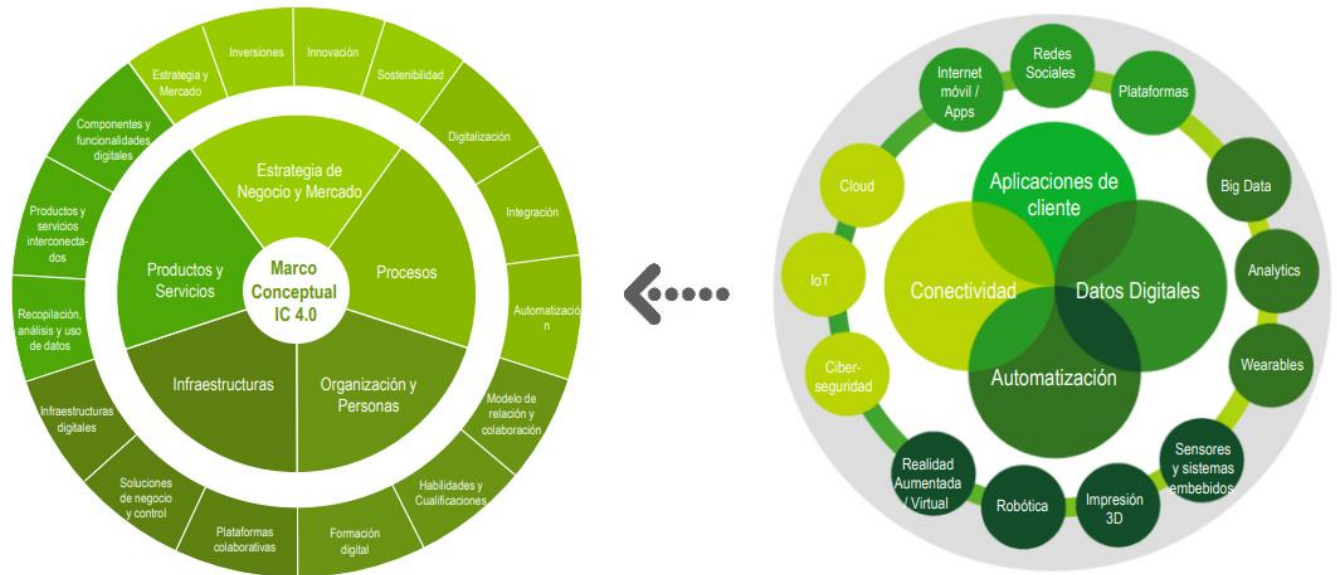 Estrategia y
Mercado
Inversiones
Innovación
Sostenibilidad
Digitalización
Integración
Automatizació
n
Modelo de
relación y
colaboración
Habilidades y
Cualificaciones
Formación
digital
Plataformas
colaborativas
Soluciones
de negocio
y control
Infraestructuras
digitales
Recopilación,
análisis y uso
de datos
Productos y
servicios
interconecta-
dos
Componentes y
funcionalidades
digitales
Estrategia de
Negocio y Mercado
Procesos
Organización y
Personas
Infraestructuras
Productos y
Servicios
Marco
Conceptual
IC 4.0
Redes
Sociales
Plataformas
Big Data
Analytics
Wearables
Sensores
y sistemas
embebidos
Impresión
3D
Robótica
Realidad
Aumentada
/ Virtual
Ciber-
seguridad
IoT
Cloud
Internet
móvil /
Apps
Aplicaciones de
cliente
Conectividad
Datos Digitales
Automatización